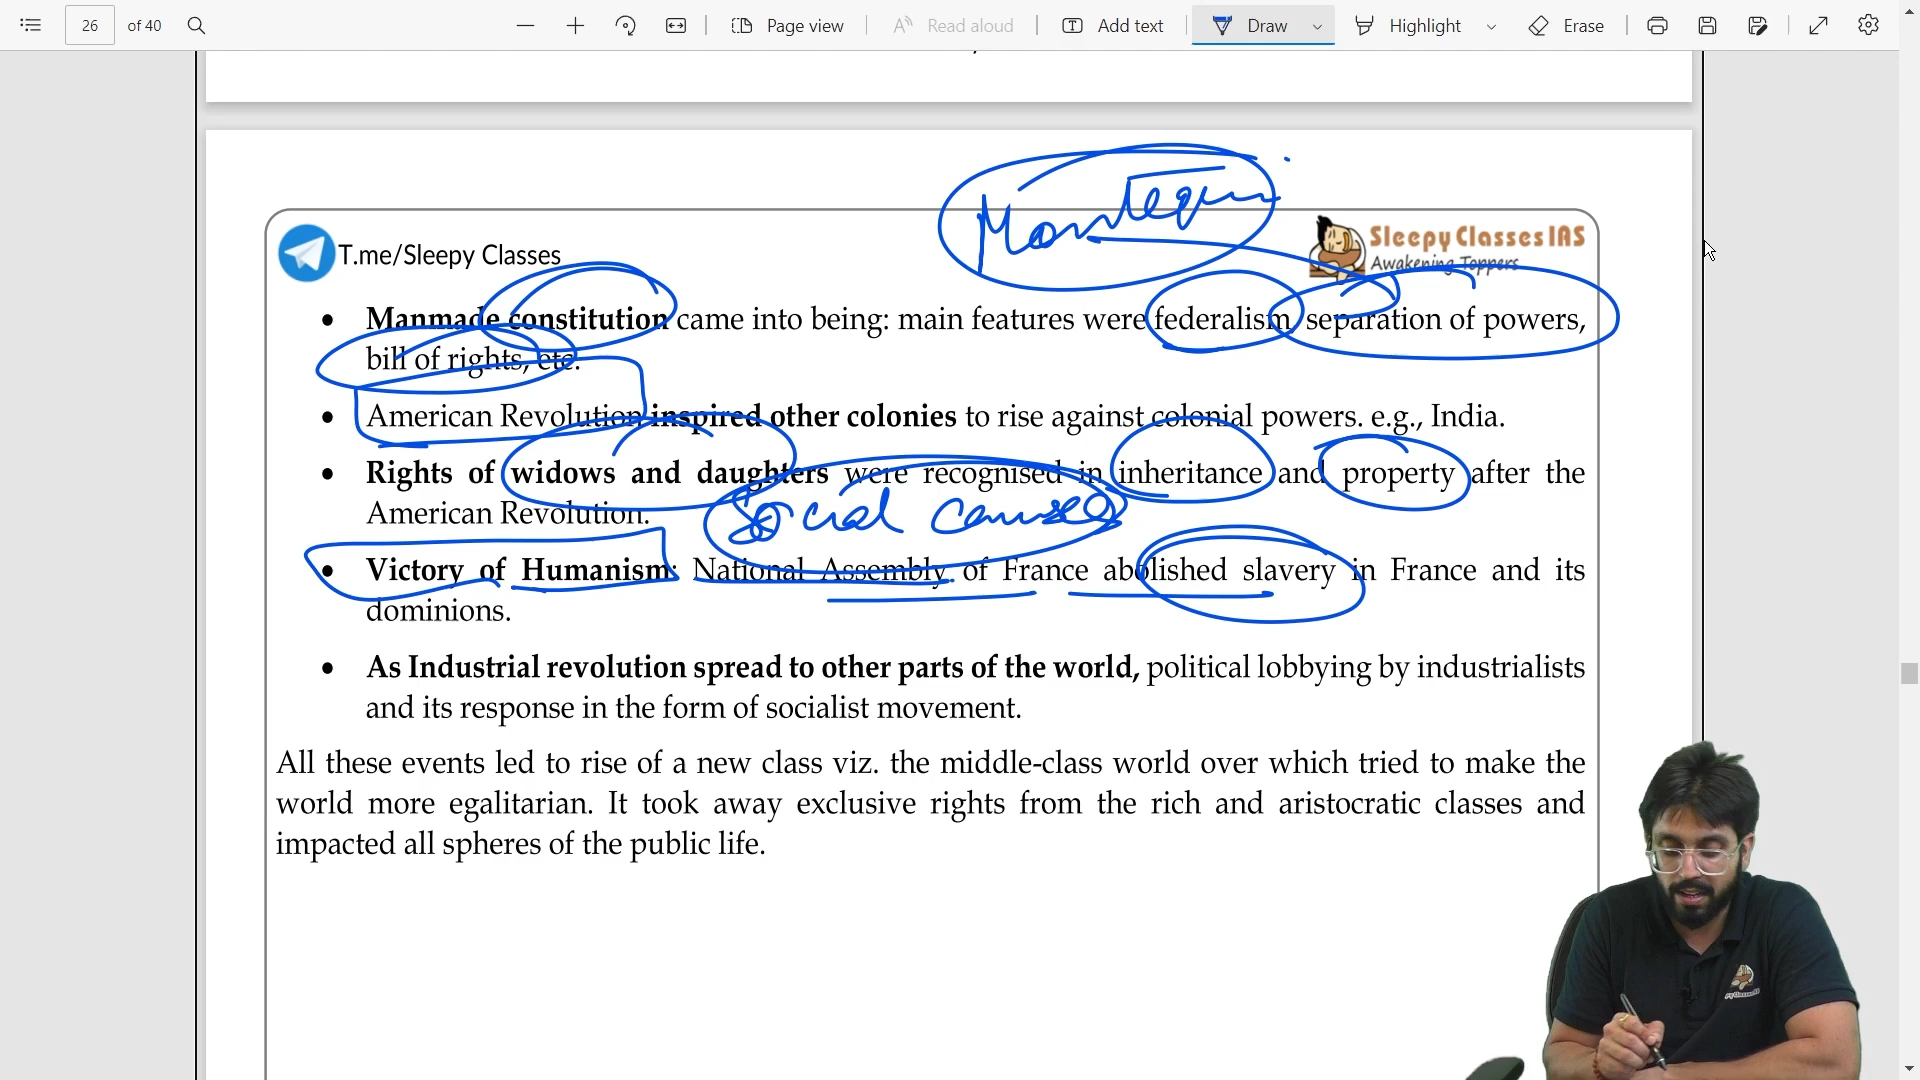 26 of 40 Page view Read aloud Add text Draw Highlight Erase
T.me/Sleepy Classes
Sleepy Classes IAS
Awakening Toppers
• Manmade constitution came into being: main features were federalism, separation of powers,
bill of rights, etc.
• American Revolution inspired other colonies to rise against colonial powers. e.g., India.
• Rights of widows and daughters were recognised in inheritance and property after the
American Revolution.
Social causes
• Victory of Humanism: National Assembly of France abolished slavery in France and its
dominions.
• As Industrial revolution spread to other parts of the world, political lobbying by industrialists
and its response in the form of socialist movement.
All these events led to rise of a new class viz. the middle-class world over which tried to make the
world more egalitarian. It took away exclusive rights from the rich and aristocratic classes and
impacted all spheres of the public life.